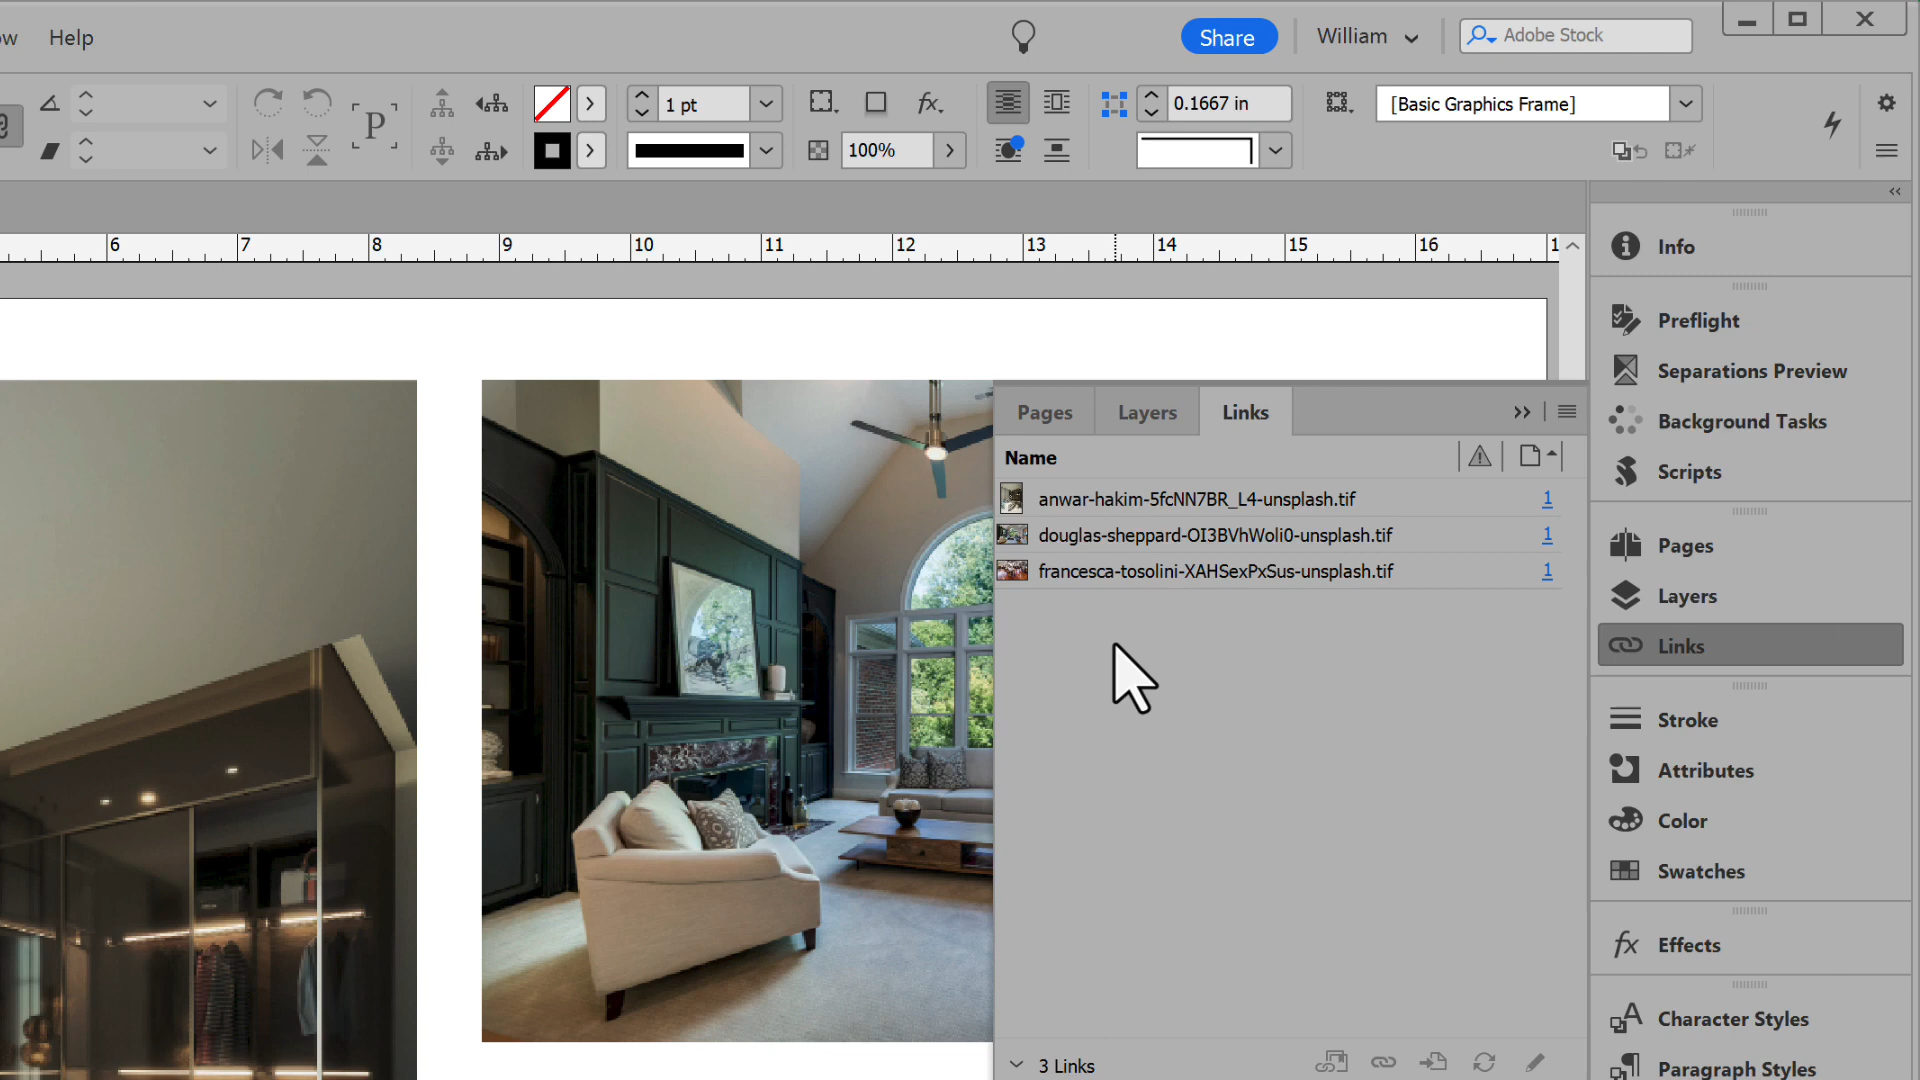 Help
Share
William
Adobe Stock
1 pt
0.1667 in
[Basic Graphics Frame]
P
fx.
100%
6 7 8 9 10 11 12 13 14 15 16 1
Info
Preflight
Separations Preview
Background Tasks
Scripts
Pages
Layers
Links
Stroke
Attributes
Color
Swatches
fx Effects
Character Styles
Paragraph Styles
Pages Layers Links
Name
anwar-hakim-5fcNN7BR_L4-unsplash.tif 1
douglas-sheppard-OI3BVhWoli0-unsplash.tif 1
francesca-tosolini-XAHSexPxSus-unsplash.tif 1
3 Links